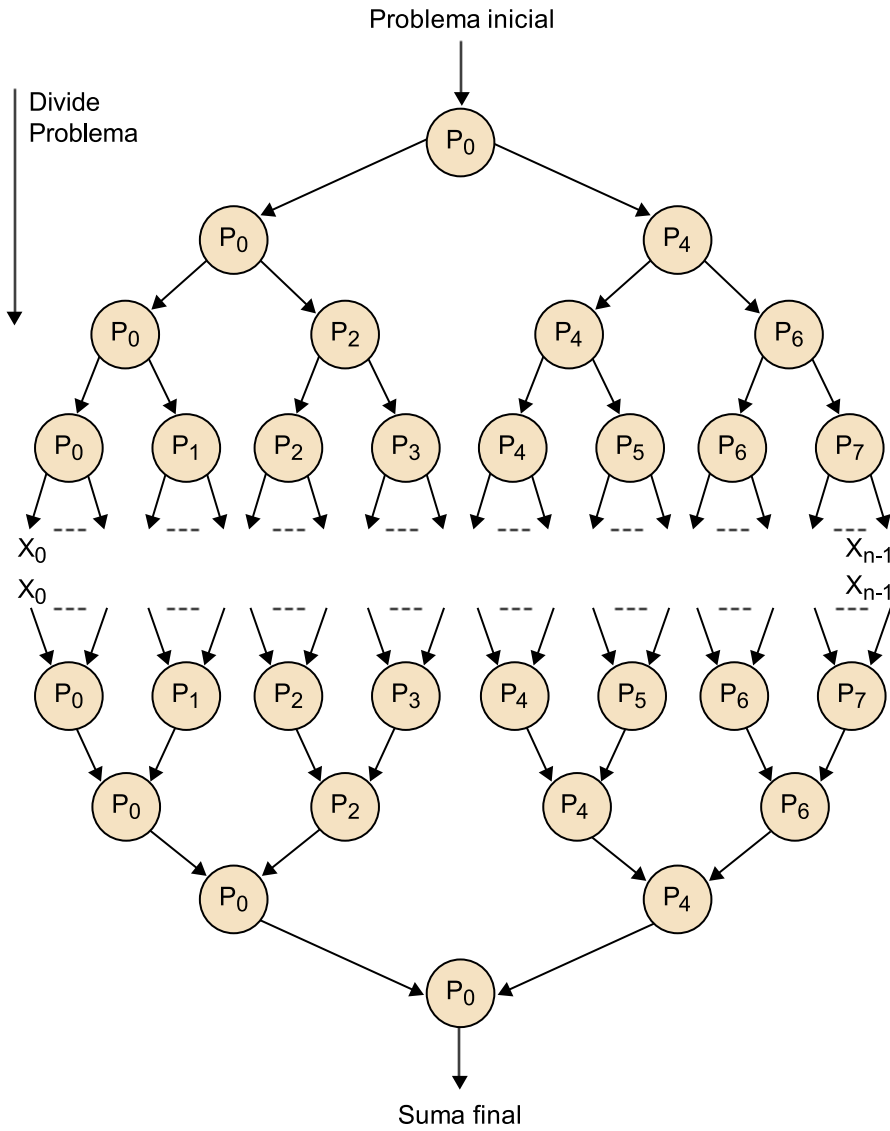 Problema inicial
Divide
Problema
P0
P0 P4
P0 P2 P4 P6
P0 P1 P2 P3 P4 P5 P6 P7
X0 Xn-1
X0 Xn-1
P0 P1 P2 P3 P4 P5 P6 P7
P0 P2 P4 P6
P0 P4
P0
Suma final